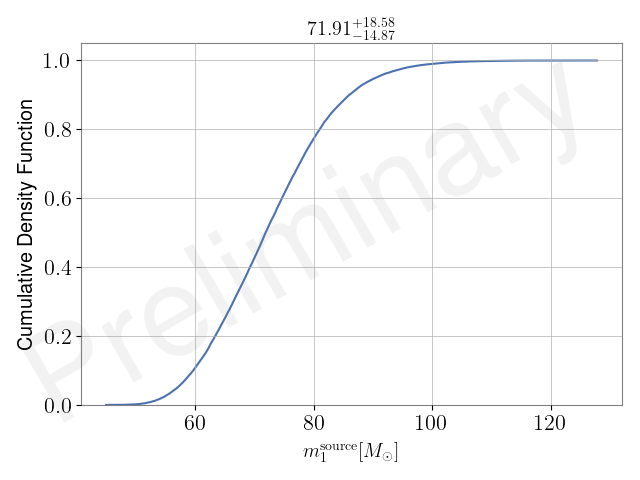 71.91^{+18.58}_{-14.87}
Cumulative Density Function
1.0
0.8
0.6
0.4
0.2
0.0
60 80 100 120
m_1^{source}[M_⊙]
Preliminary